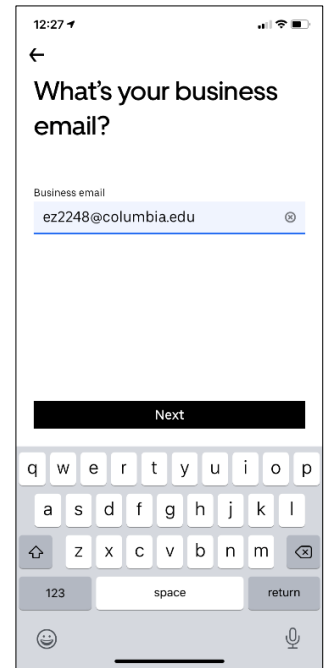 12:27
What's your business
email?
Business email
ez2248@columbia.edu
Next
q w e r t y u i o p
a s d f g h j k l
z x c v b n m
123 space return